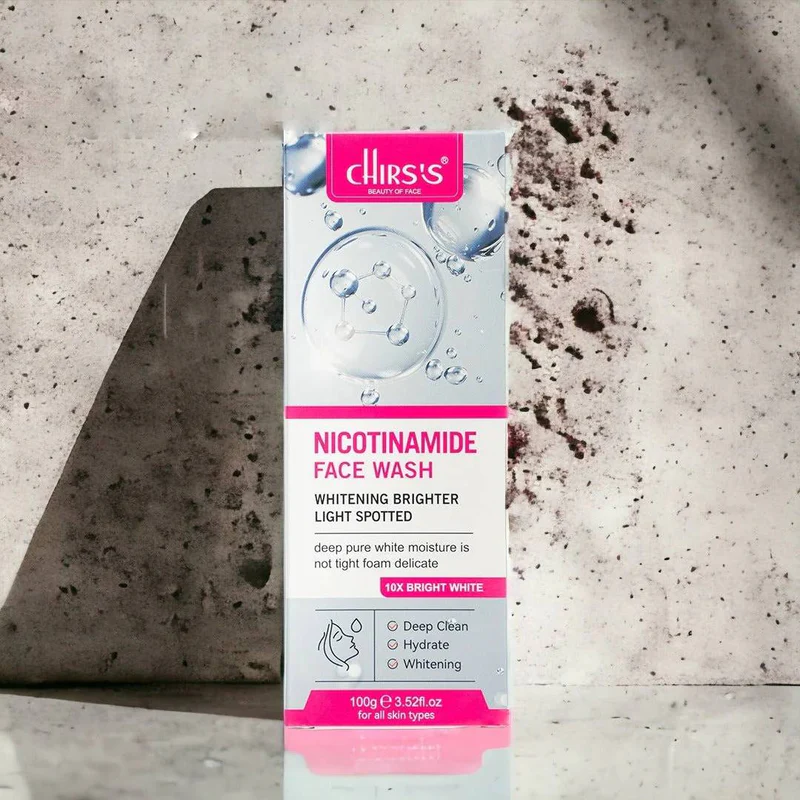 CHIRS'S®
BEAUTY OF FACE
NICOTINAMIDE
FACE WASH
WHITENING BRIGHTER
LIGHT SPOTTED
deep pure white moisture is
not tight foam delicate
10X BRIGHT WHITE
Deep Clean
Hydrate
Whitening
100g ℮ 3.52fl.oz
for all skin types